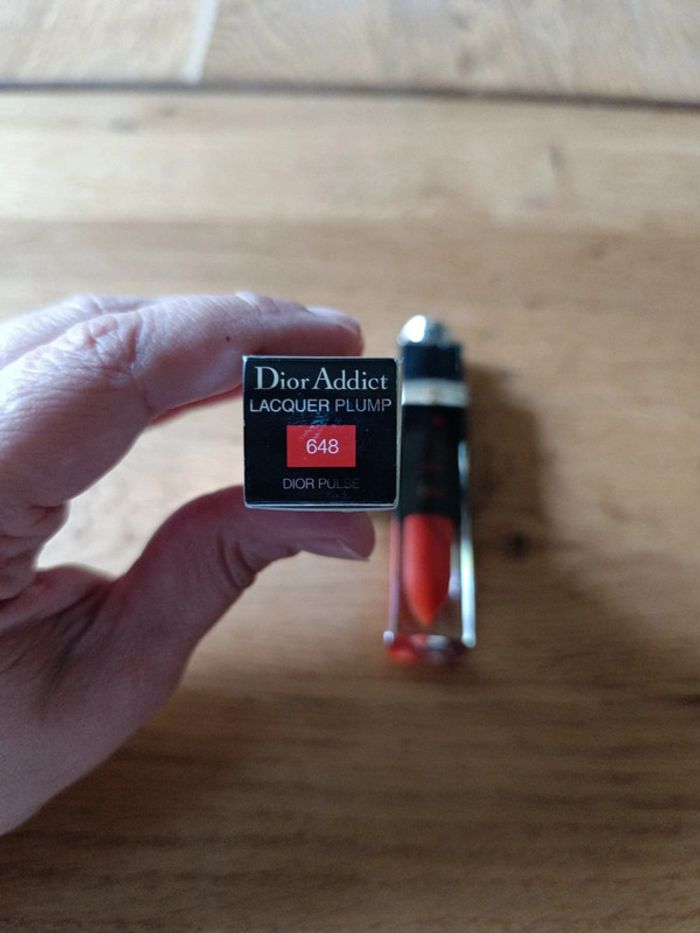 Dior Addict
LACQUER PLUMP
648
DIOR PULSE